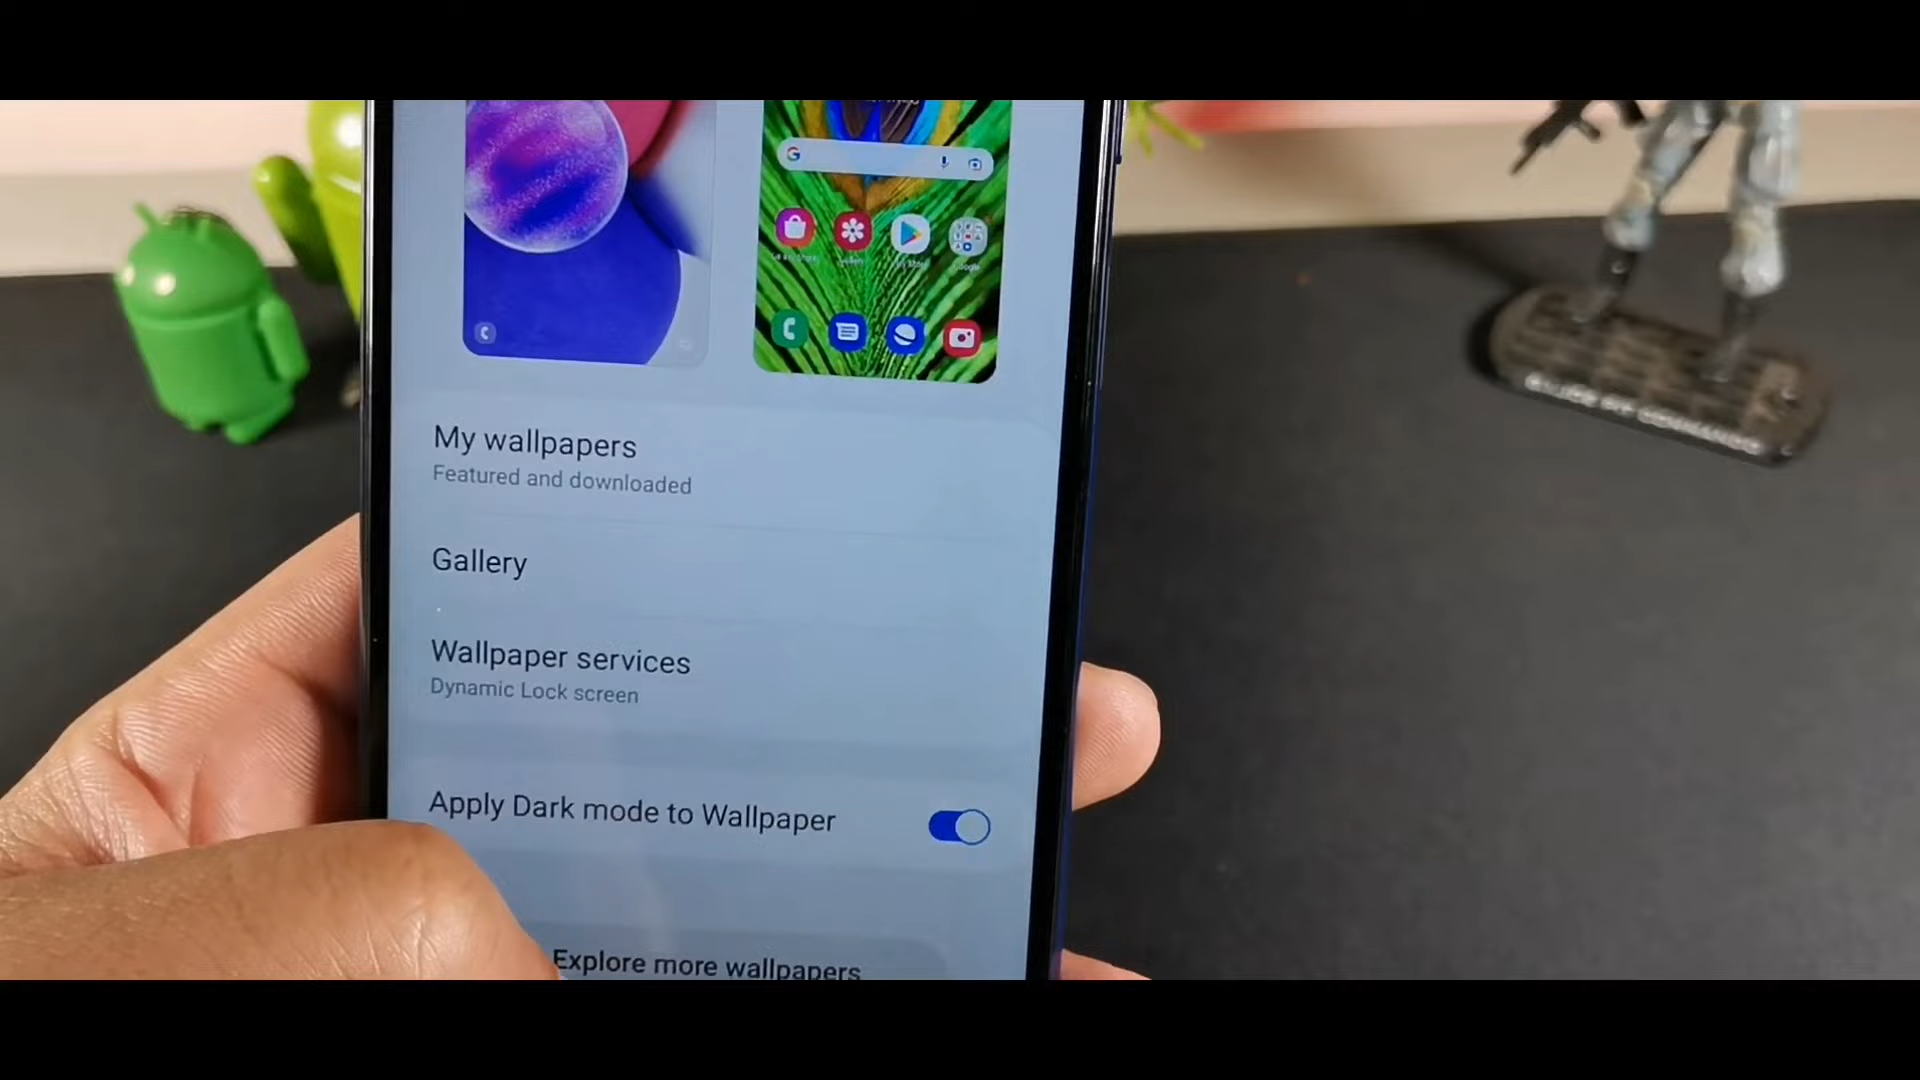 My wallpapers
Featured and downloaded
Gallery
Wallpaper services
Dynamic Lock screen
Apply Dark mode to Wallpaper
Explore more wallpapers